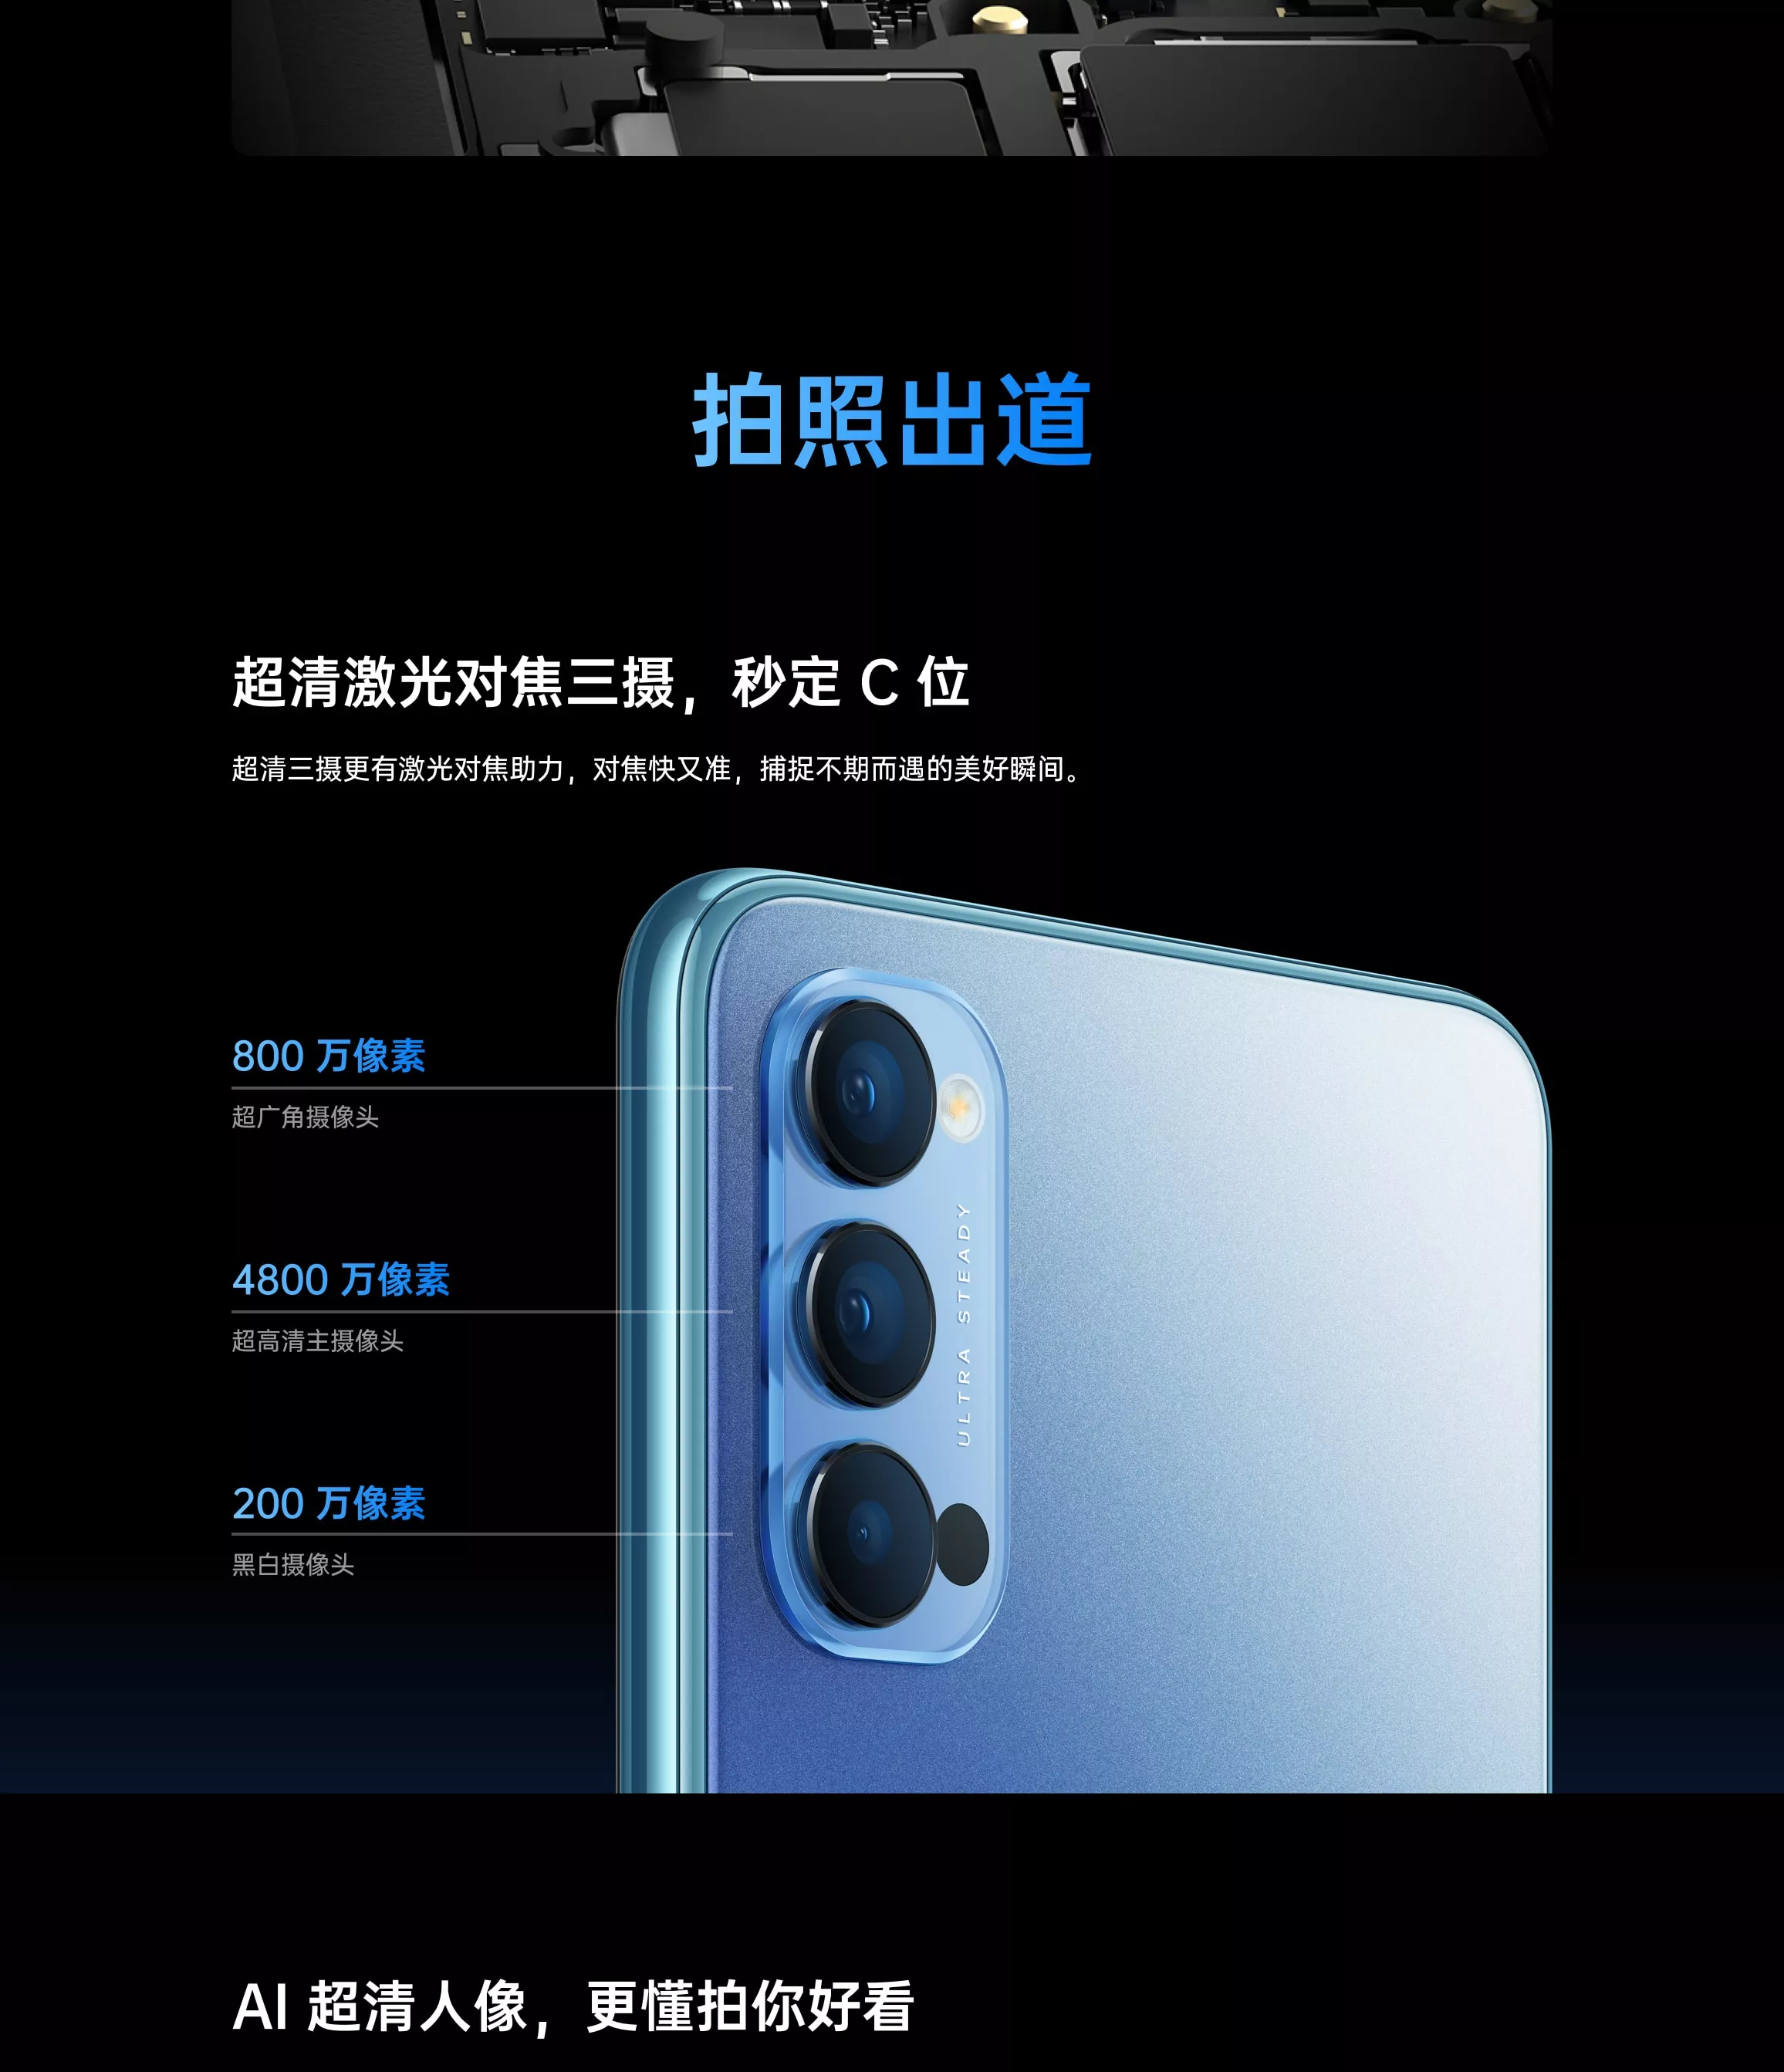 拍照出道
超清激光对焦三摄，秒定 C 位
超清三摄更有激光对焦助力，对焦快又准，捕捉不期而遇的美好瞬间。
800 万像素
超广角摄像头
4800 万像素
超高清主摄像头
200 万像素
黑白摄像头
ULTRA STEADY
AI 超清人像，更懂拍你好看